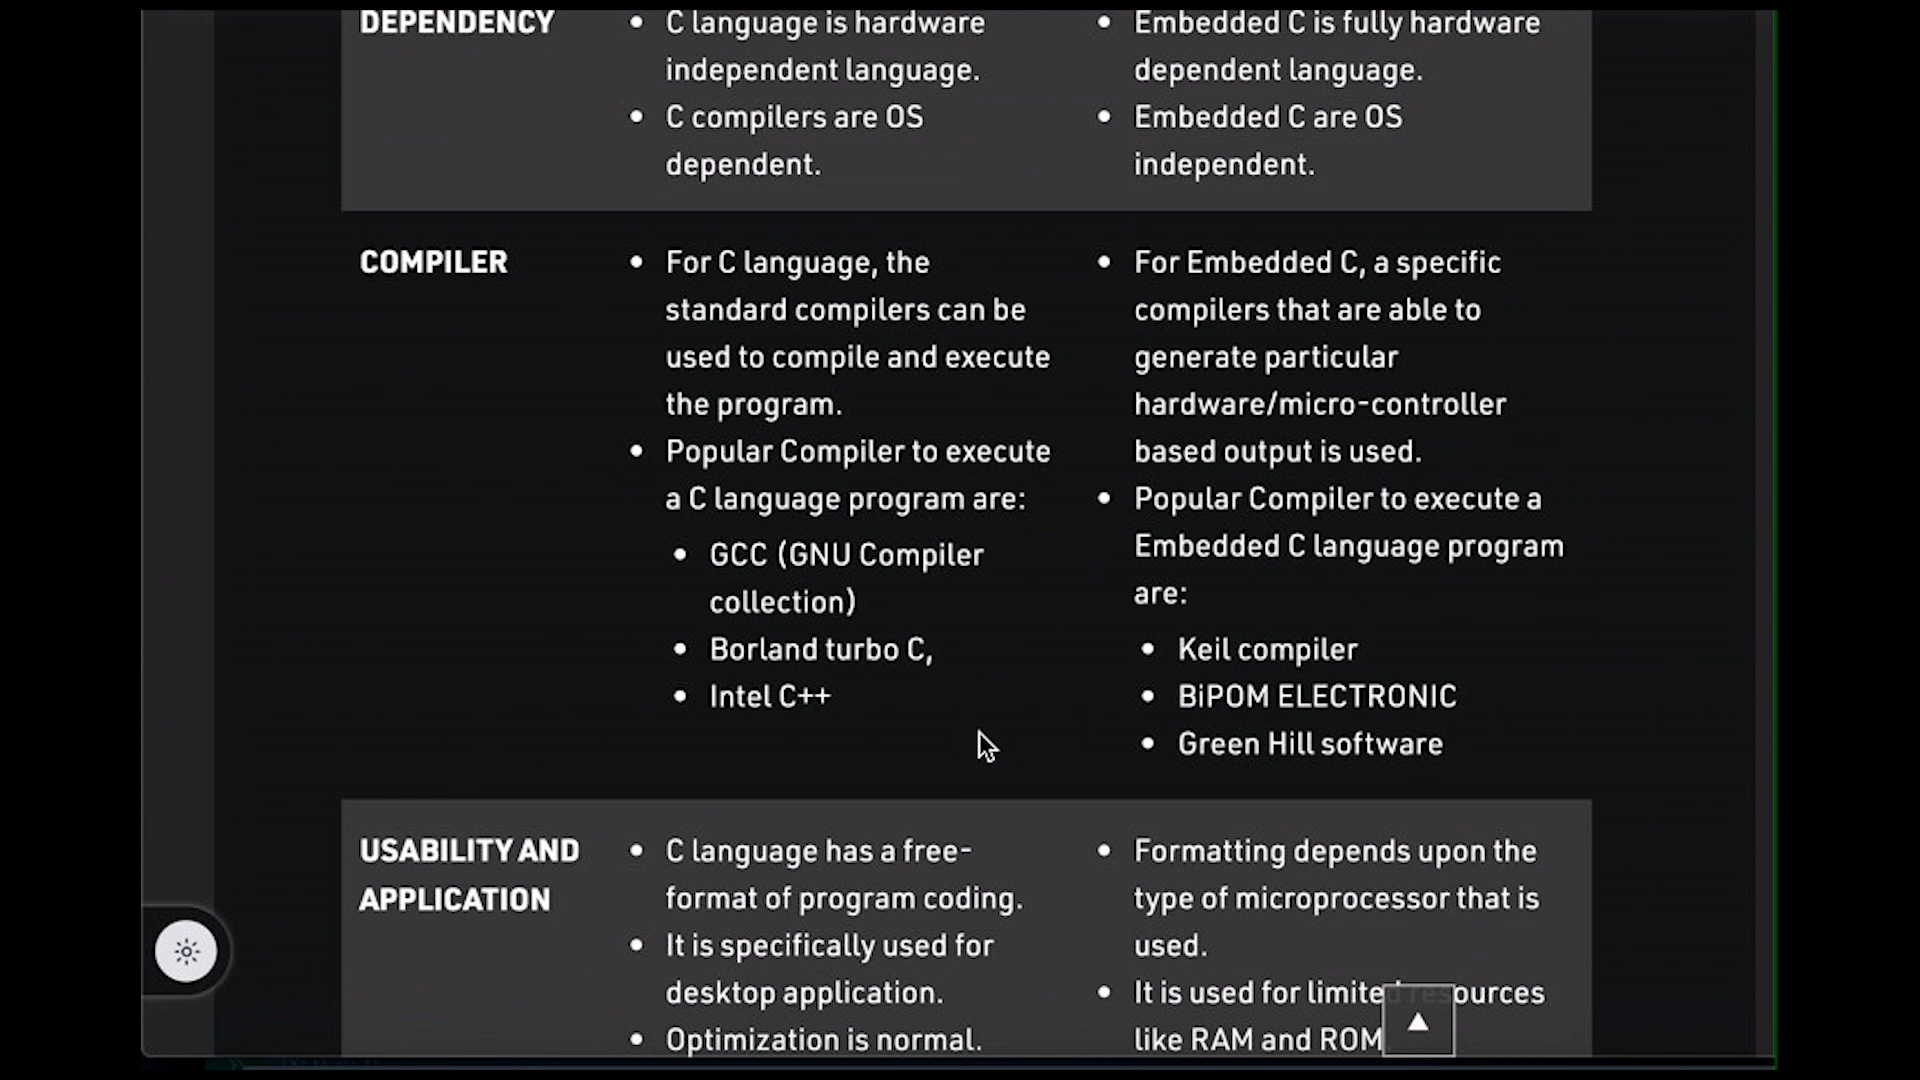 DEPENDENCY
• C language is hardware
independent language.
• C compilers are OS
dependent.
• Embedded C is fully hardware
dependent language.
• Embedded C are OS
independent.
COMPILER
• For C language, the
standard compilers can be
used to compile and execute
the program.
• Popular Compiler to execute
a C language program are:
• GCC (GNU Compiler
collection)
• Borland turbo C,
• Intel C++
• For Embedded C, a specific
compilers that are able to
generate particular
hardware/micro-controller
based output is used.
• Popular Compiler to execute a
Embedded C language program
are:
• Keil compiler
• BiPOM ELECTRONIC
• Green Hill software
USABILITY AND
APPLICATION
• C language has a free-
format of program coding.
• It is specifically used for
desktop application.
• Optimization is normal.
• Formatting depends upon the
type of microprocessor that is
used.
• It is used for limited resources
like RAM and ROM